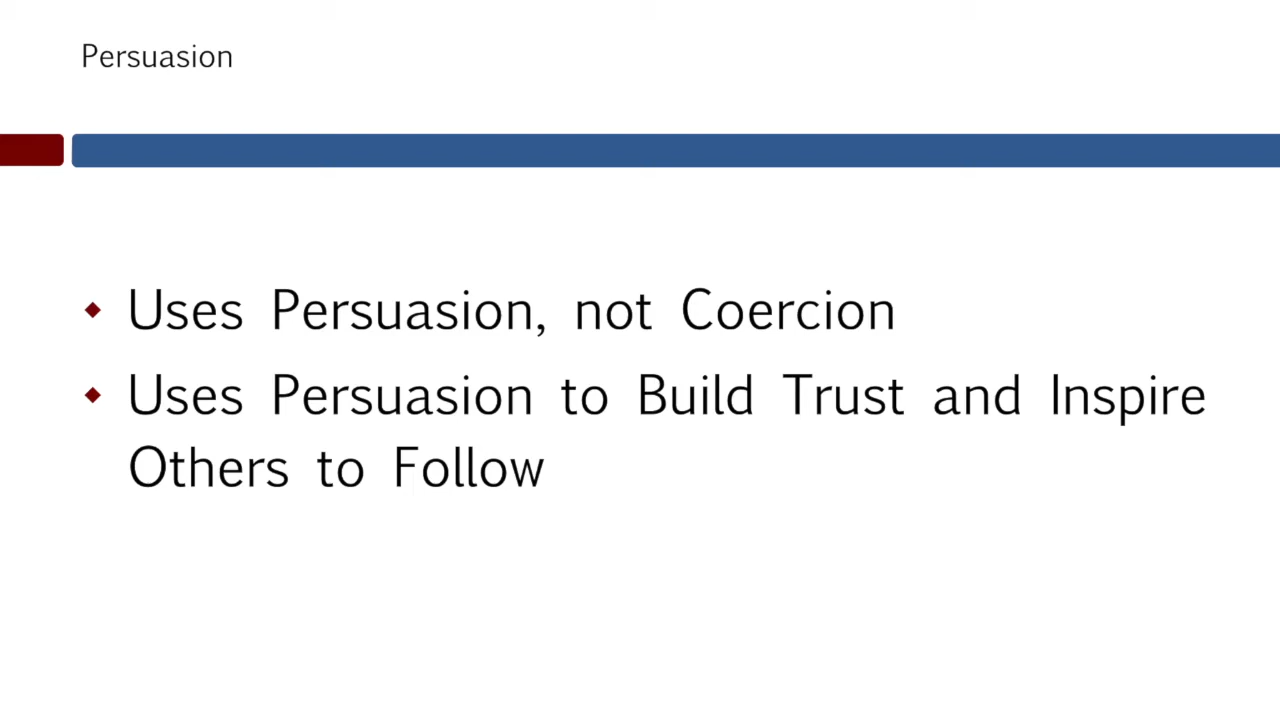 Persuasion
Uses Persuasion, not Coercion
Uses Persuasion to Build Trust and Inspire
Others to Follow